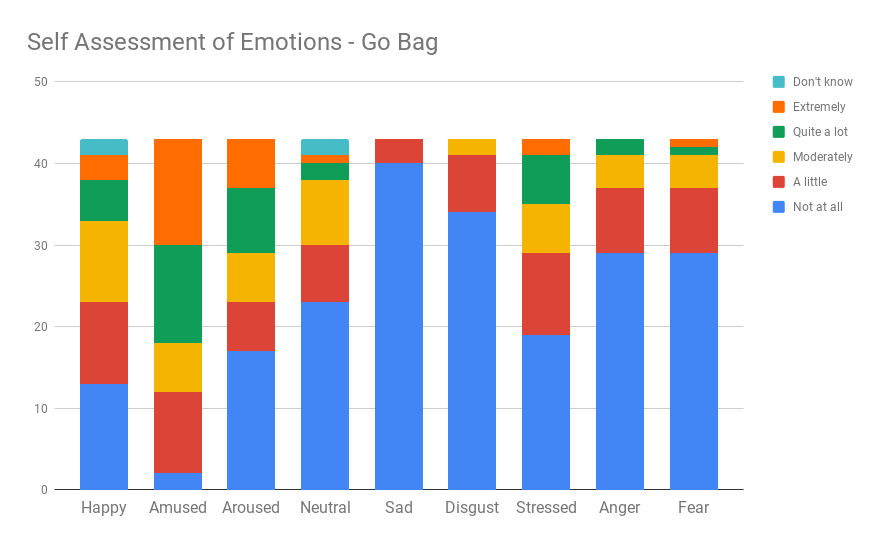 Self Assessment of Emotions - Go Bag
50
40
30
20
10
0
Happy Amused Aroused Neutral Sad Disgust Stressed Anger Fear
Don't know
Extremely
Quite a lot
Moderately
A little
Not at all